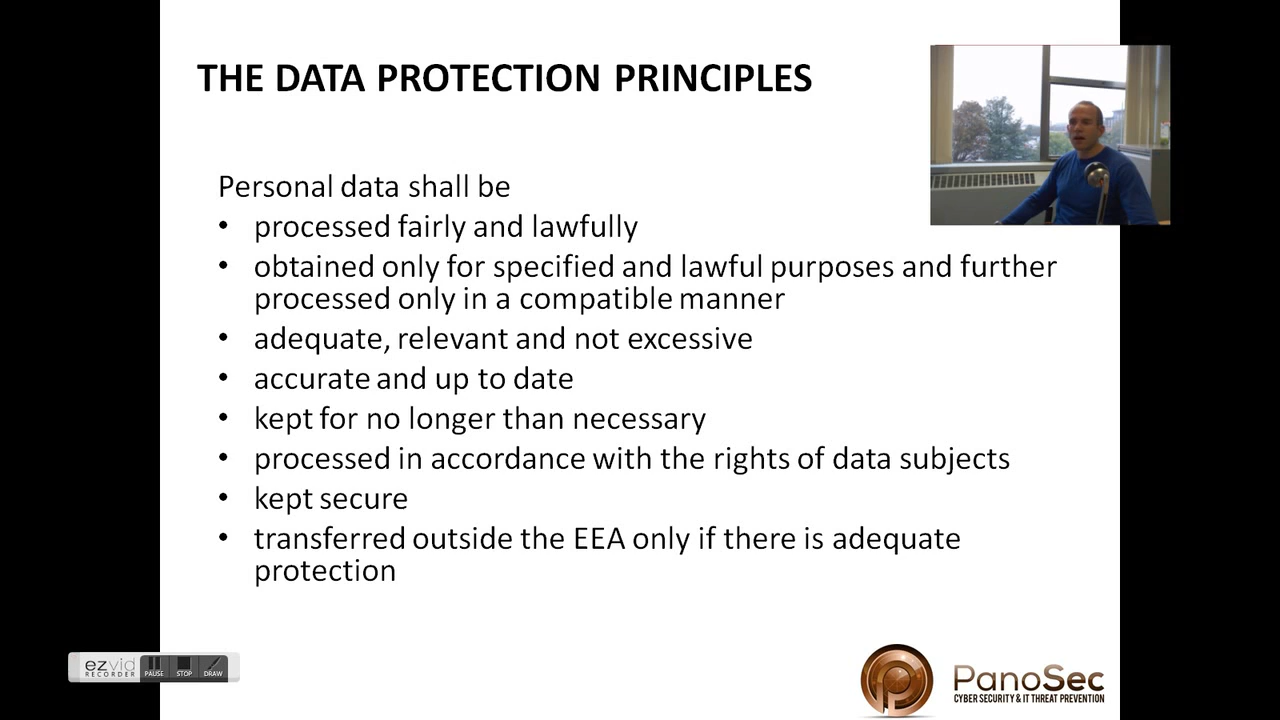 THE DATA PROTECTION PRINCIPLES
Personal data shall be
• processed fairly and lawfully
• obtained only for specified and lawful purposes and further
processed only in a compatible manner
• adequate, relevant and not excessive
• accurate and up to date
• kept for no longer than necessary
• processed in accordance with the rights of data subjects
• kept secure
• transferred outside the EEA only if there is adequate
protection
ezvid
RECORDER
PAUSE STOP DRAW
PanoSec
CYBER SECURITY & IT THREAT PREVENTION